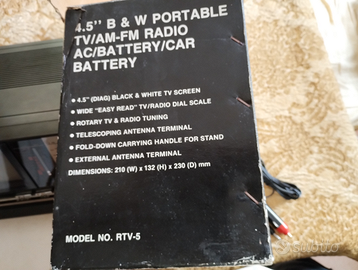 4.5" B & W PORTABLE
TV/AM-FM RADIO
AC/BATTERY/CAR
BATTERY
• 4.5" (DIAG) BLACK & WHITE TV SCREEN
• WIDE "EASY READ" TV/RADIO DIAL SCALE
• ROTARY TV & RADIO TUNING
• TELESCOPING ANTENNA TERMINAL
• FOLD-DOWN CARRYING HANDLE FOR STAND
• EXTERNAL ANTENNA TERMINAL
DIMENSIONS: 210 (W) x 132 (H) x 230 (D) mm
MODEL NO. RTV-5